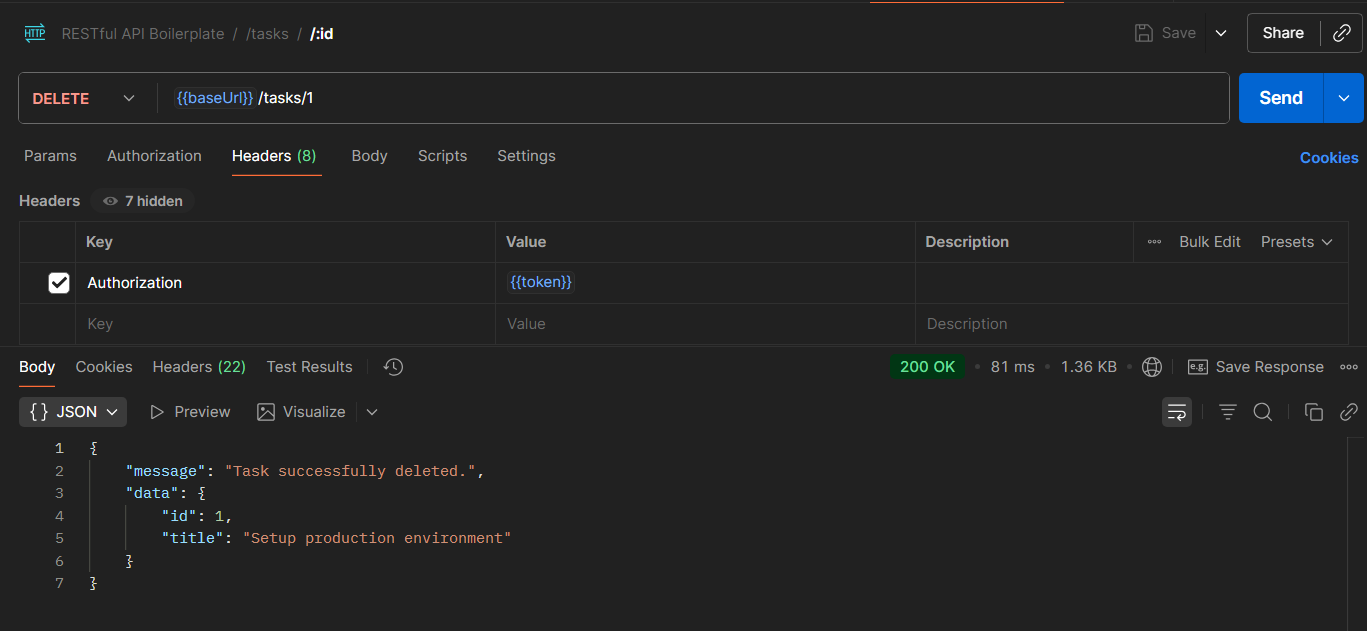 HTTP RESTful API Boilerplate / /tasks / /:id Save Share
DELETE {{baseUrl}} /tasks/1 Send
Params Authorization Headers (8) Body Scripts Settings Cookies
Headers 7 hidden
Key Value Description Bulk Edit Presets
Authorization {{token}}
Key Value Description
Body Cookies Headers (22) Test Results 200 OK 81 ms 1.36 KB e.g. Save Response
{} JSON Preview Visualize
1 {
2 "message": "Task successfully deleted.",
3 "data": {
4 "id": 1,
5 "title": "Setup production environment"
6 }
7 }